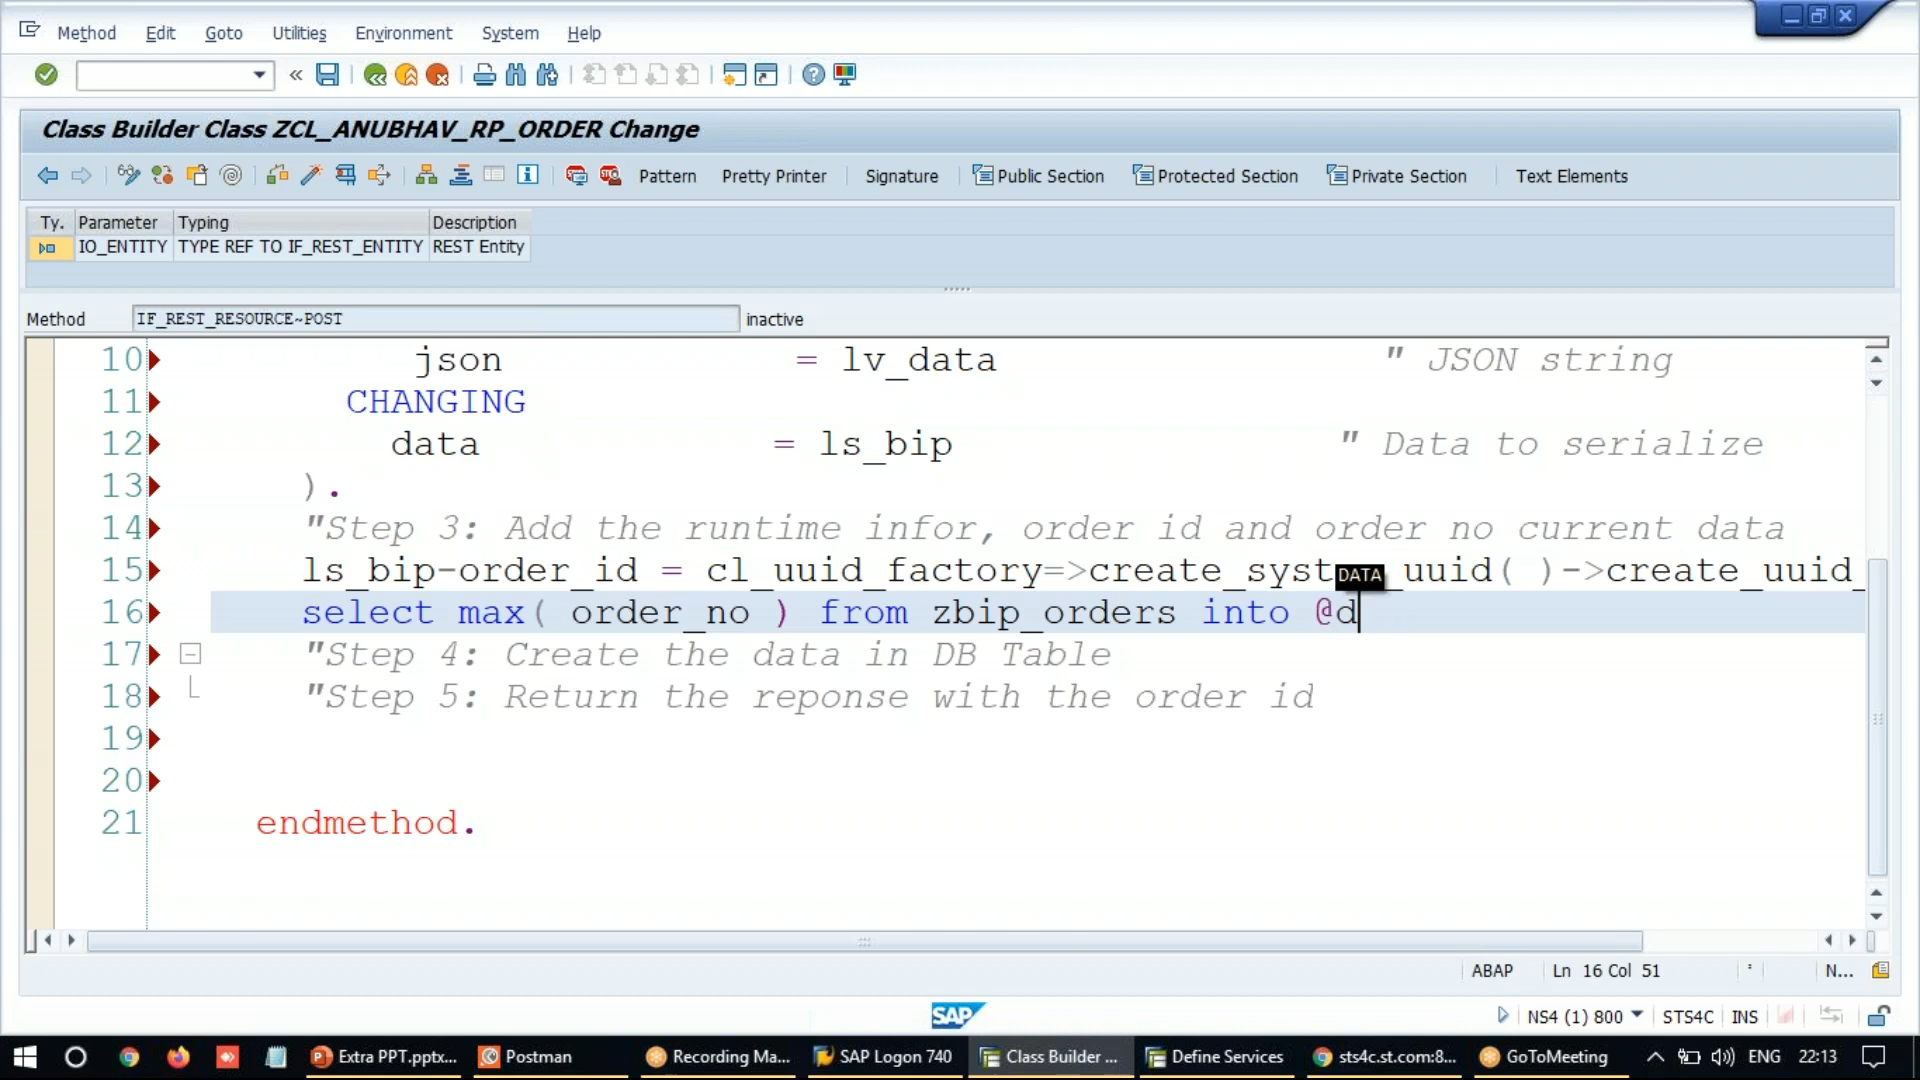 Method Edit Goto Utilities Environment System Help
Class Builder Class ZCL_ANUBHAV_RP_ORDER Change
Pattern Pretty Printer Signature Public Section Protected Section Private Section Text Elements
Ty. Parameter Typing Description
IO_ENTITY TYPE REF TO IF_REST_ENTITY REST Entity
Method IF_REST_RESOURCE~POST inactive
10 json = lv_data " JSON string
11 CHANGING
12 data = ls_bip " Data to serialize
13 ).
14 "Step 3: Add the runtime infor, order id and order no current data
15 ls_bip-order_id = cl_uuid_factory=>create_syst _uuid( )->create_uuid_
DATA
16 select max( order_no ) from zbip_orders into @d
17 "Step 4: Create the data in DB Table
18 "Step 5: Return the reponse with the order id
19
20
21 endmethod.
ABAP Ln 16 Col 51 N...
SAP NS4 (1) 800 STS4C INS
Extra PPT.pptx... Postman Recording Ma... SAP Logon 740 Class Builder ... Define Services sts4c.st.com:8... GoToMeeting ENG 22:13